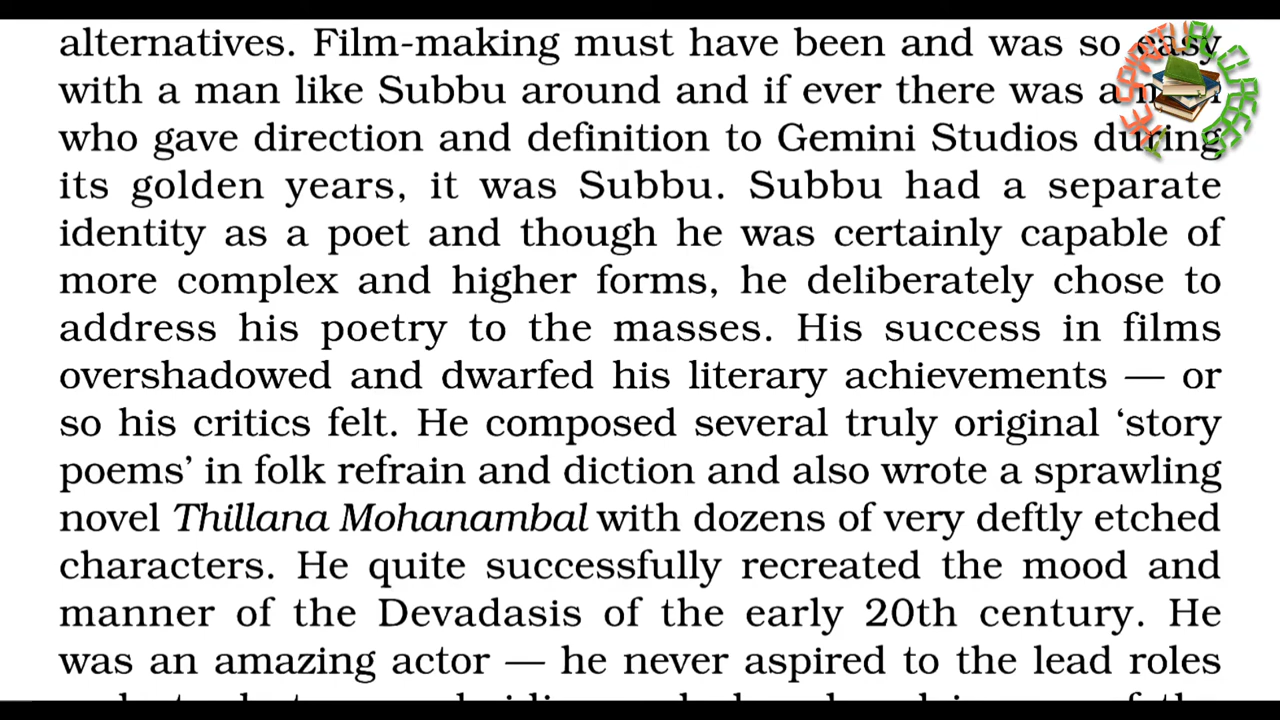 alternatives. Film-making must have been and was so easy
with a man like Subbu around and if ever there was a
who gave direction and definition to Gemini Studios during
its golden years, it was Subbu. Subbu had a separate
identity as a poet and though he was certainly capable of
more complex and higher forms, he deliberately chose to
address his poetry to the masses. His success in films
overshadowed and dwarfed his literary achievements — or
so his critics felt. He composed several truly original ‘story
poems’ in folk refrain and diction and also wrote a sprawling
novel Thillana Mohanambal with dozens of very deftly etched
characters. He quite successfully recreated the mood and
manner of the Devadasis of the early 20th century. He
was an amazing actor — he never aspired to the lead roles